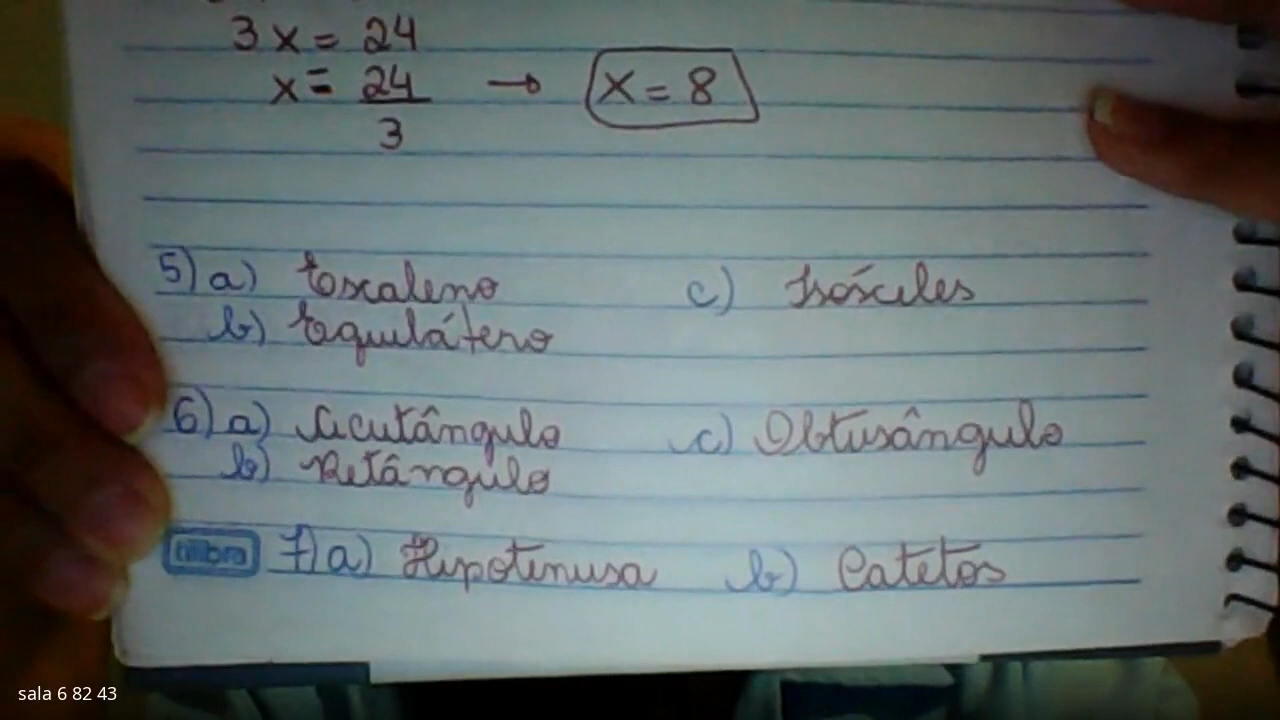 3x = 24
x = 24/3 → x = 8
5) a) Escaleno c) Isósceles
b) Equilátero
6) a) Acutângulo c) Obtusângulo
b) Retângulo
tilibra 7) a) Hipotenusa b) Catetos
sala 6 82 43